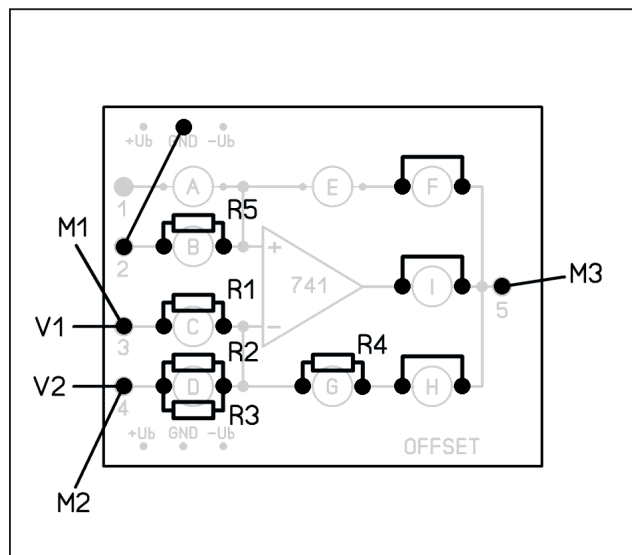 +Ub GND -Ub
A E F
1
R5
M1 B +
2
741 M3
R1 I
V1 C - 5
3
R2 R4
V2 D G H
4 R3
+Ub GND -Ub
OFFSET
M2